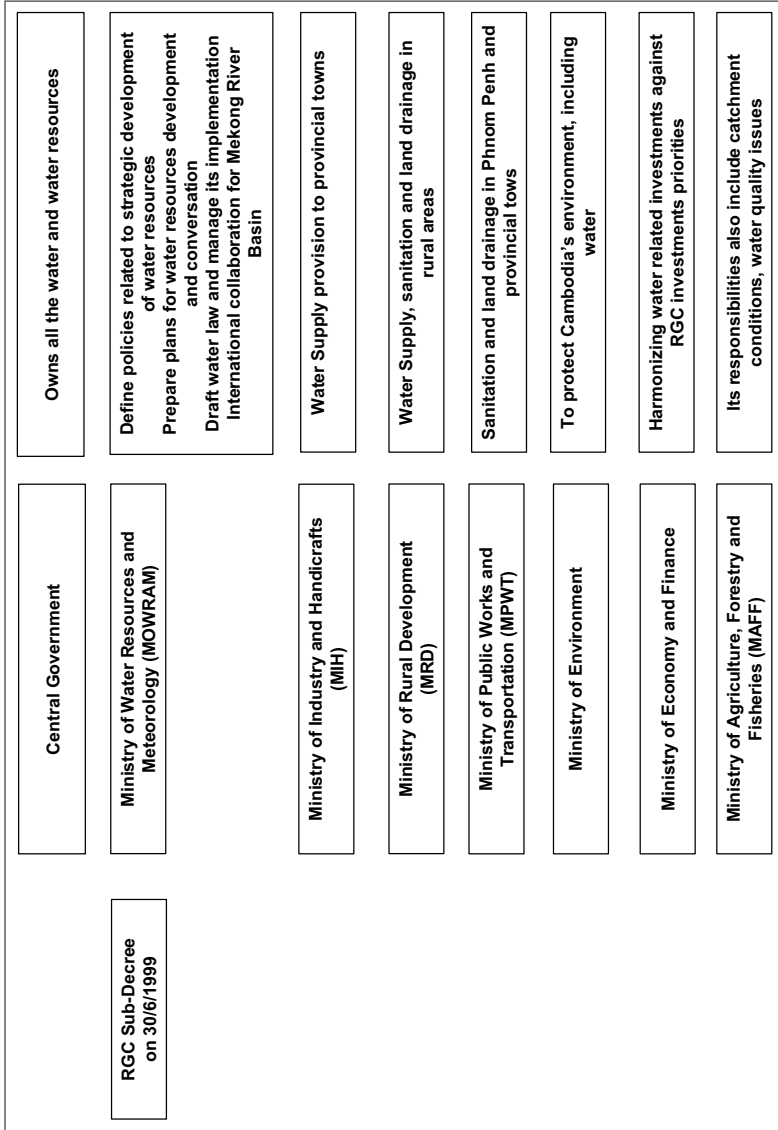 Central Government
Owns all the water and water resources
RGC Sub-Decree
on 30/6/1999
Ministry of Water Resources and
Meteorology (MOWRAM)
Define policies related to strategic development
of water resources
Prepare plans for water resources development
and conversation
Draft water law and manage its implementation
International collaboration for Mekong River
Basin
Ministry of Industry and Handicrafts
(MIH)
Water Supply provision to provincial towns
Ministry of Rural Development
(MRD)
Water Supply, sanitation and land drainage in
rural areas
Ministry of Public Works and
Transportation (MPWT)
Sanitation and land drainage in Phnom Penh and
provincial tows
Ministry of Environment
To protect Cambodia’s environment, including
water
Ministry of Economy and Finance
Harmonizing water related investments against
RGC investments priorities
Ministry of Agriculture, Forestry and
Fisheries (MAFF)
Its responsibilities also include catchment
conditions, water quality issues